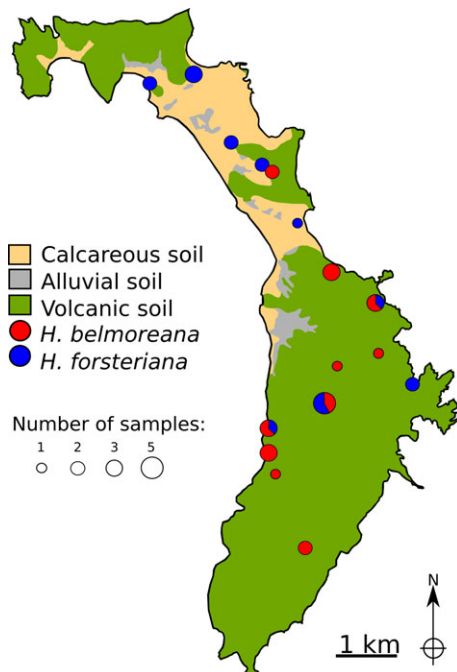 Calcareous soil
Alluvial soil
Volcanic soil
H. belmoreana
H. forsteriana
Number of samples:
1 2 3 5
N
1 km